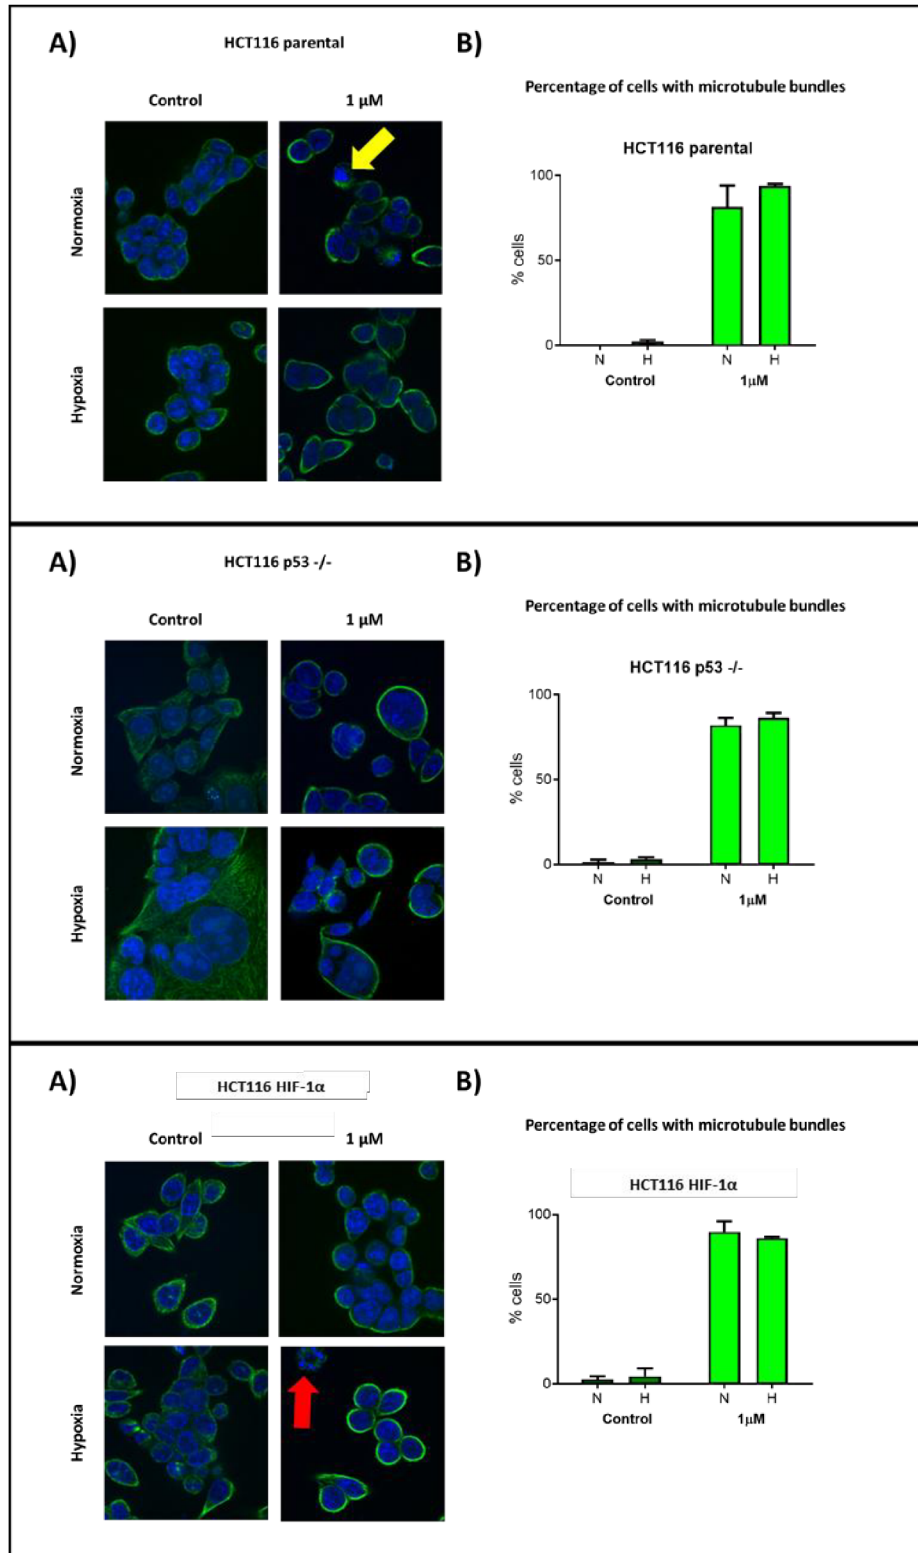 A)
HCT116 parental
Control 1 µM
Normoxia
Hypoxia
B)
Percentage of cells with microtubule bundles
HCT116 parental
100
50
0
% cells
N H N H
Control 1µM
A)
HCT116 p53 -/-
Control 1 µM
Normoxia
Hypoxia
B)
Percentage of cells with microtubule bundles
HCT116 p53 -/-
100
50
0
% cells
N H N H
Control 1µM
A)
HCT116 HIF-1α
Control 1 µM
Normoxia
Hypoxia
B)
Percentage of cells with microtubule bundles
HCT116 HIF-1α
100
50
0
% cells
N H N H
Control 1µM